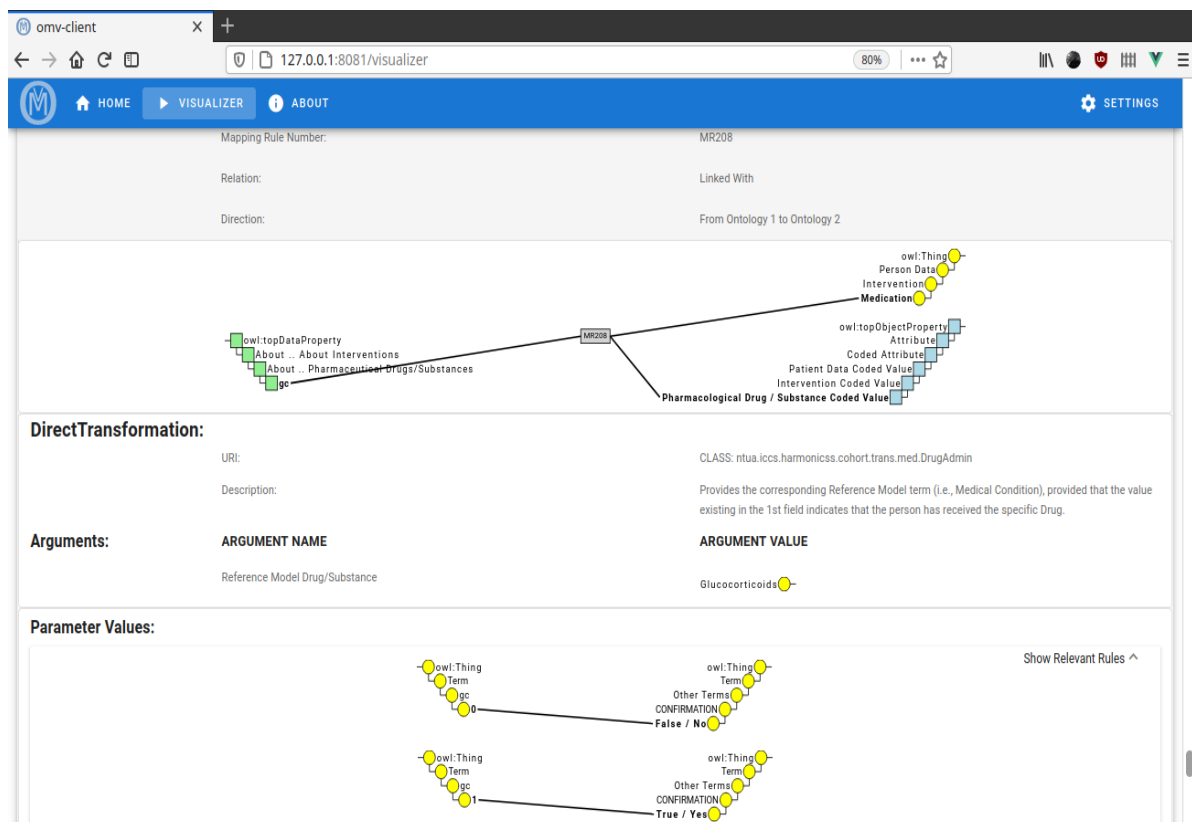 omv-client
127.0.0.1:8081/visualizer
80%
HOME
VISUALIZER
ABOUT
SETTINGS
Mapping Rule Number: MR208
Relation: Linked With
Direction: From Ontology 1 to Ontology 2
owl:Thing
Person Data
Intervention
Medication
MR208
owl:topDataProperty
About .. About Interventions
About .. Pharmaceutical Drugs/Substances
gc
owl:topObjectProperty
Attribute
Coded Attribute
Patient Data Coded Value
Intervention Coded Value
Pharmacological Drug / Substance Coded Value
DirectTransformation:
URI: CLASS: ntua.iccs.harmonicss.cohort.trans.med.DrugAdmin
Description: Provides the corresponding Reference Model term (i.e., Medical Condition), provided that the value
existing in the 1st field indicates that the person has received the specific Drug.
Arguments: ARGUMENT NAME ARGUMENT VALUE
Reference Model Drug/Substance Glucocorticoids
Parameter Values:
Show Relevant Rules
owl:Thing
Term
gc
0
owl:Thing
Term
Other Terms
CONFIRMATION
False / No
owl:Thing
Term
gc
1
owl:Thing
Term
Other Terms
CONFIRMATION
True / Yes